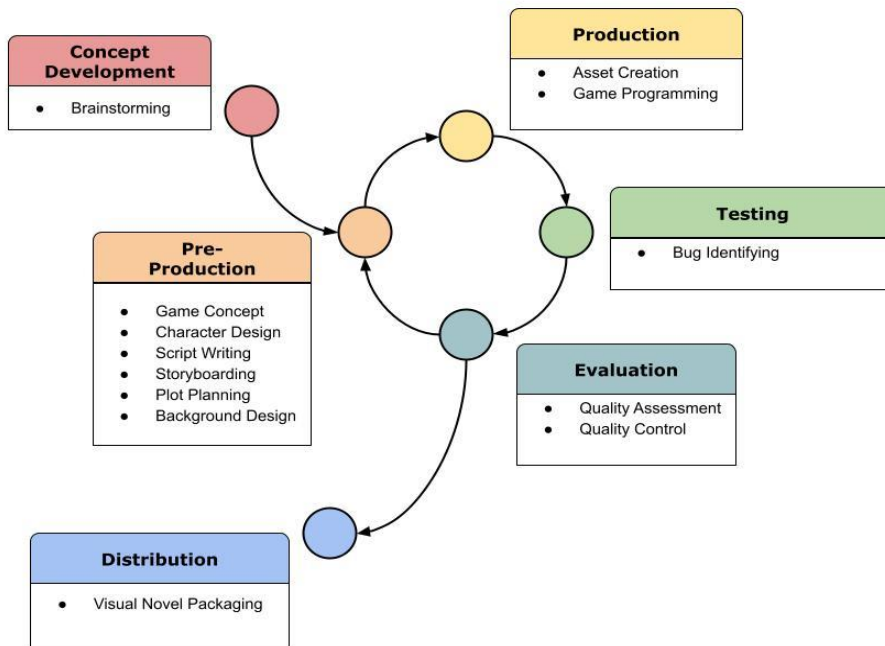 Concept
Development
● Brainstorming
Production
● Asset Creation
● Game Programming
Testing
● Bug Identifying
Pre-
Production
● Game Concept
● Character Design
● Script Writing
● Storyboarding
● Plot Planning
● Background Design
Evaluation
● Quality Assessment
● Quality Control
Distribution
● Visual Novel Packaging